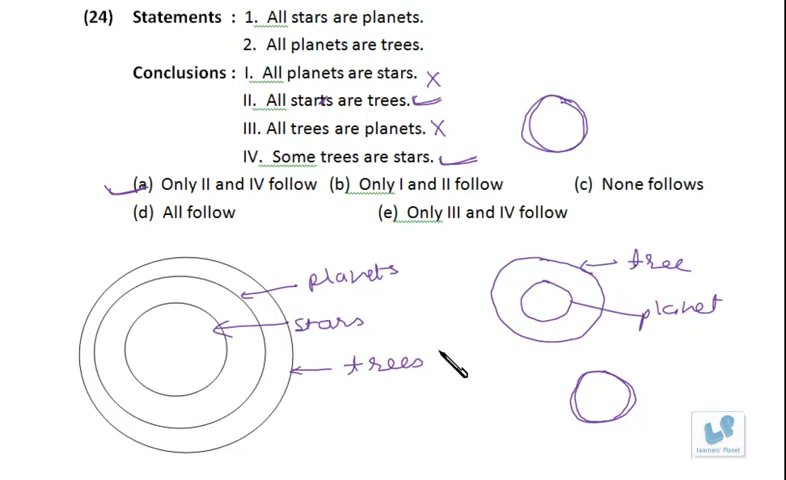 (24) Statements : 1. All stars are planets.
2. All planets are trees.
Conclusions : I. All planets are stars. X
II. All starts are trees.
III. All trees are planets. X
IV. Some trees are stars.
(a) Only II and IV follow (b) Only I and II follow (c) None follows
(d) All follow (e) Only III and IV follow
planets
stars
trees
tree
planet
LP
Learners' Planet